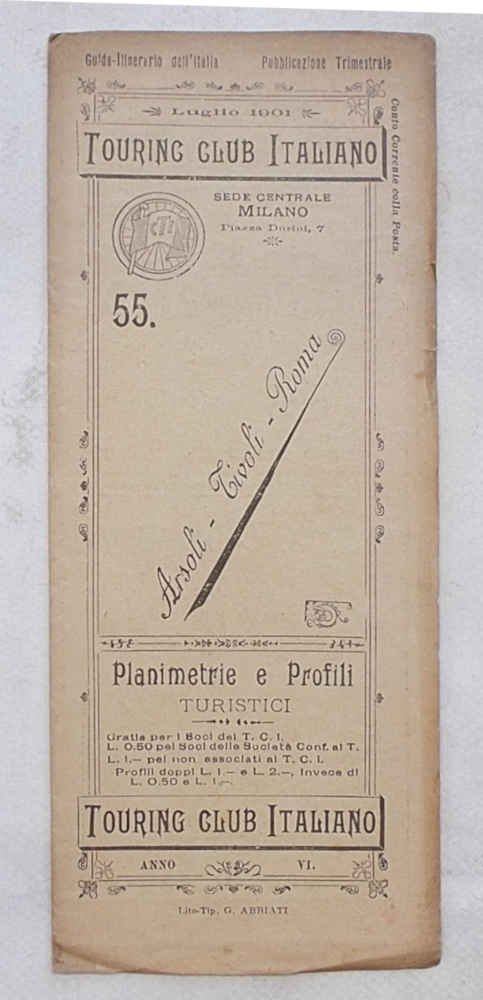 Guida-Itinerario dell'Italia Pubblicazione Trimestrale
Luglio 1901
Conto Corrente colla Posta.
TOURING CLUB ITALIANO
SEDE CENTRALE
MILANO
Piazza Durini, 7
55.
Arsoli - Tivoli - Roma
Planimetrie e Profili
TURISTICI
Gratis per i Soci del T. C. I.
L. 0.50 pei Soci delle Società Conf. al T.
L. 1,— pei non associati al T. C. I.
Profili doppi L. 1.— e L. 2.—, invece di
L. 0.50 e L. 1,—.
TOURING CLUB ITALIANO
ANNO VI.
Lito-Tip. G. ABBIATI